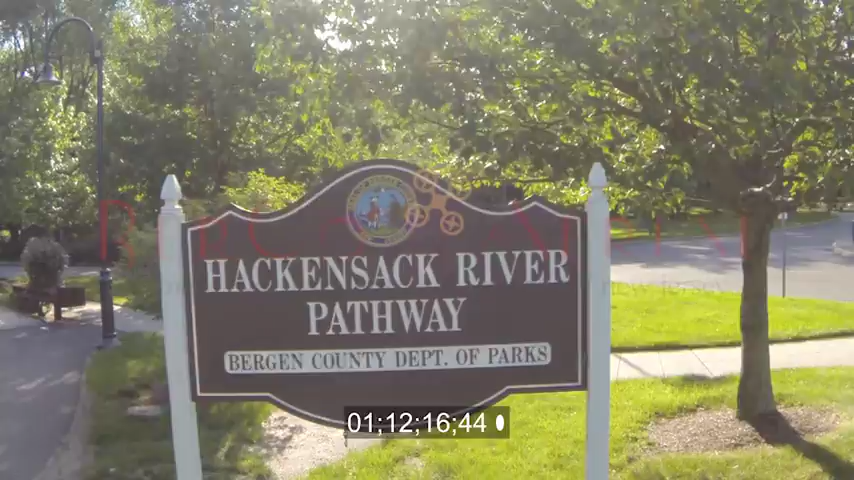 HACKENSACK RIVER
PATHWAY
BERGEN COUNTY DEPT. OF PARKS
01;12;16;44